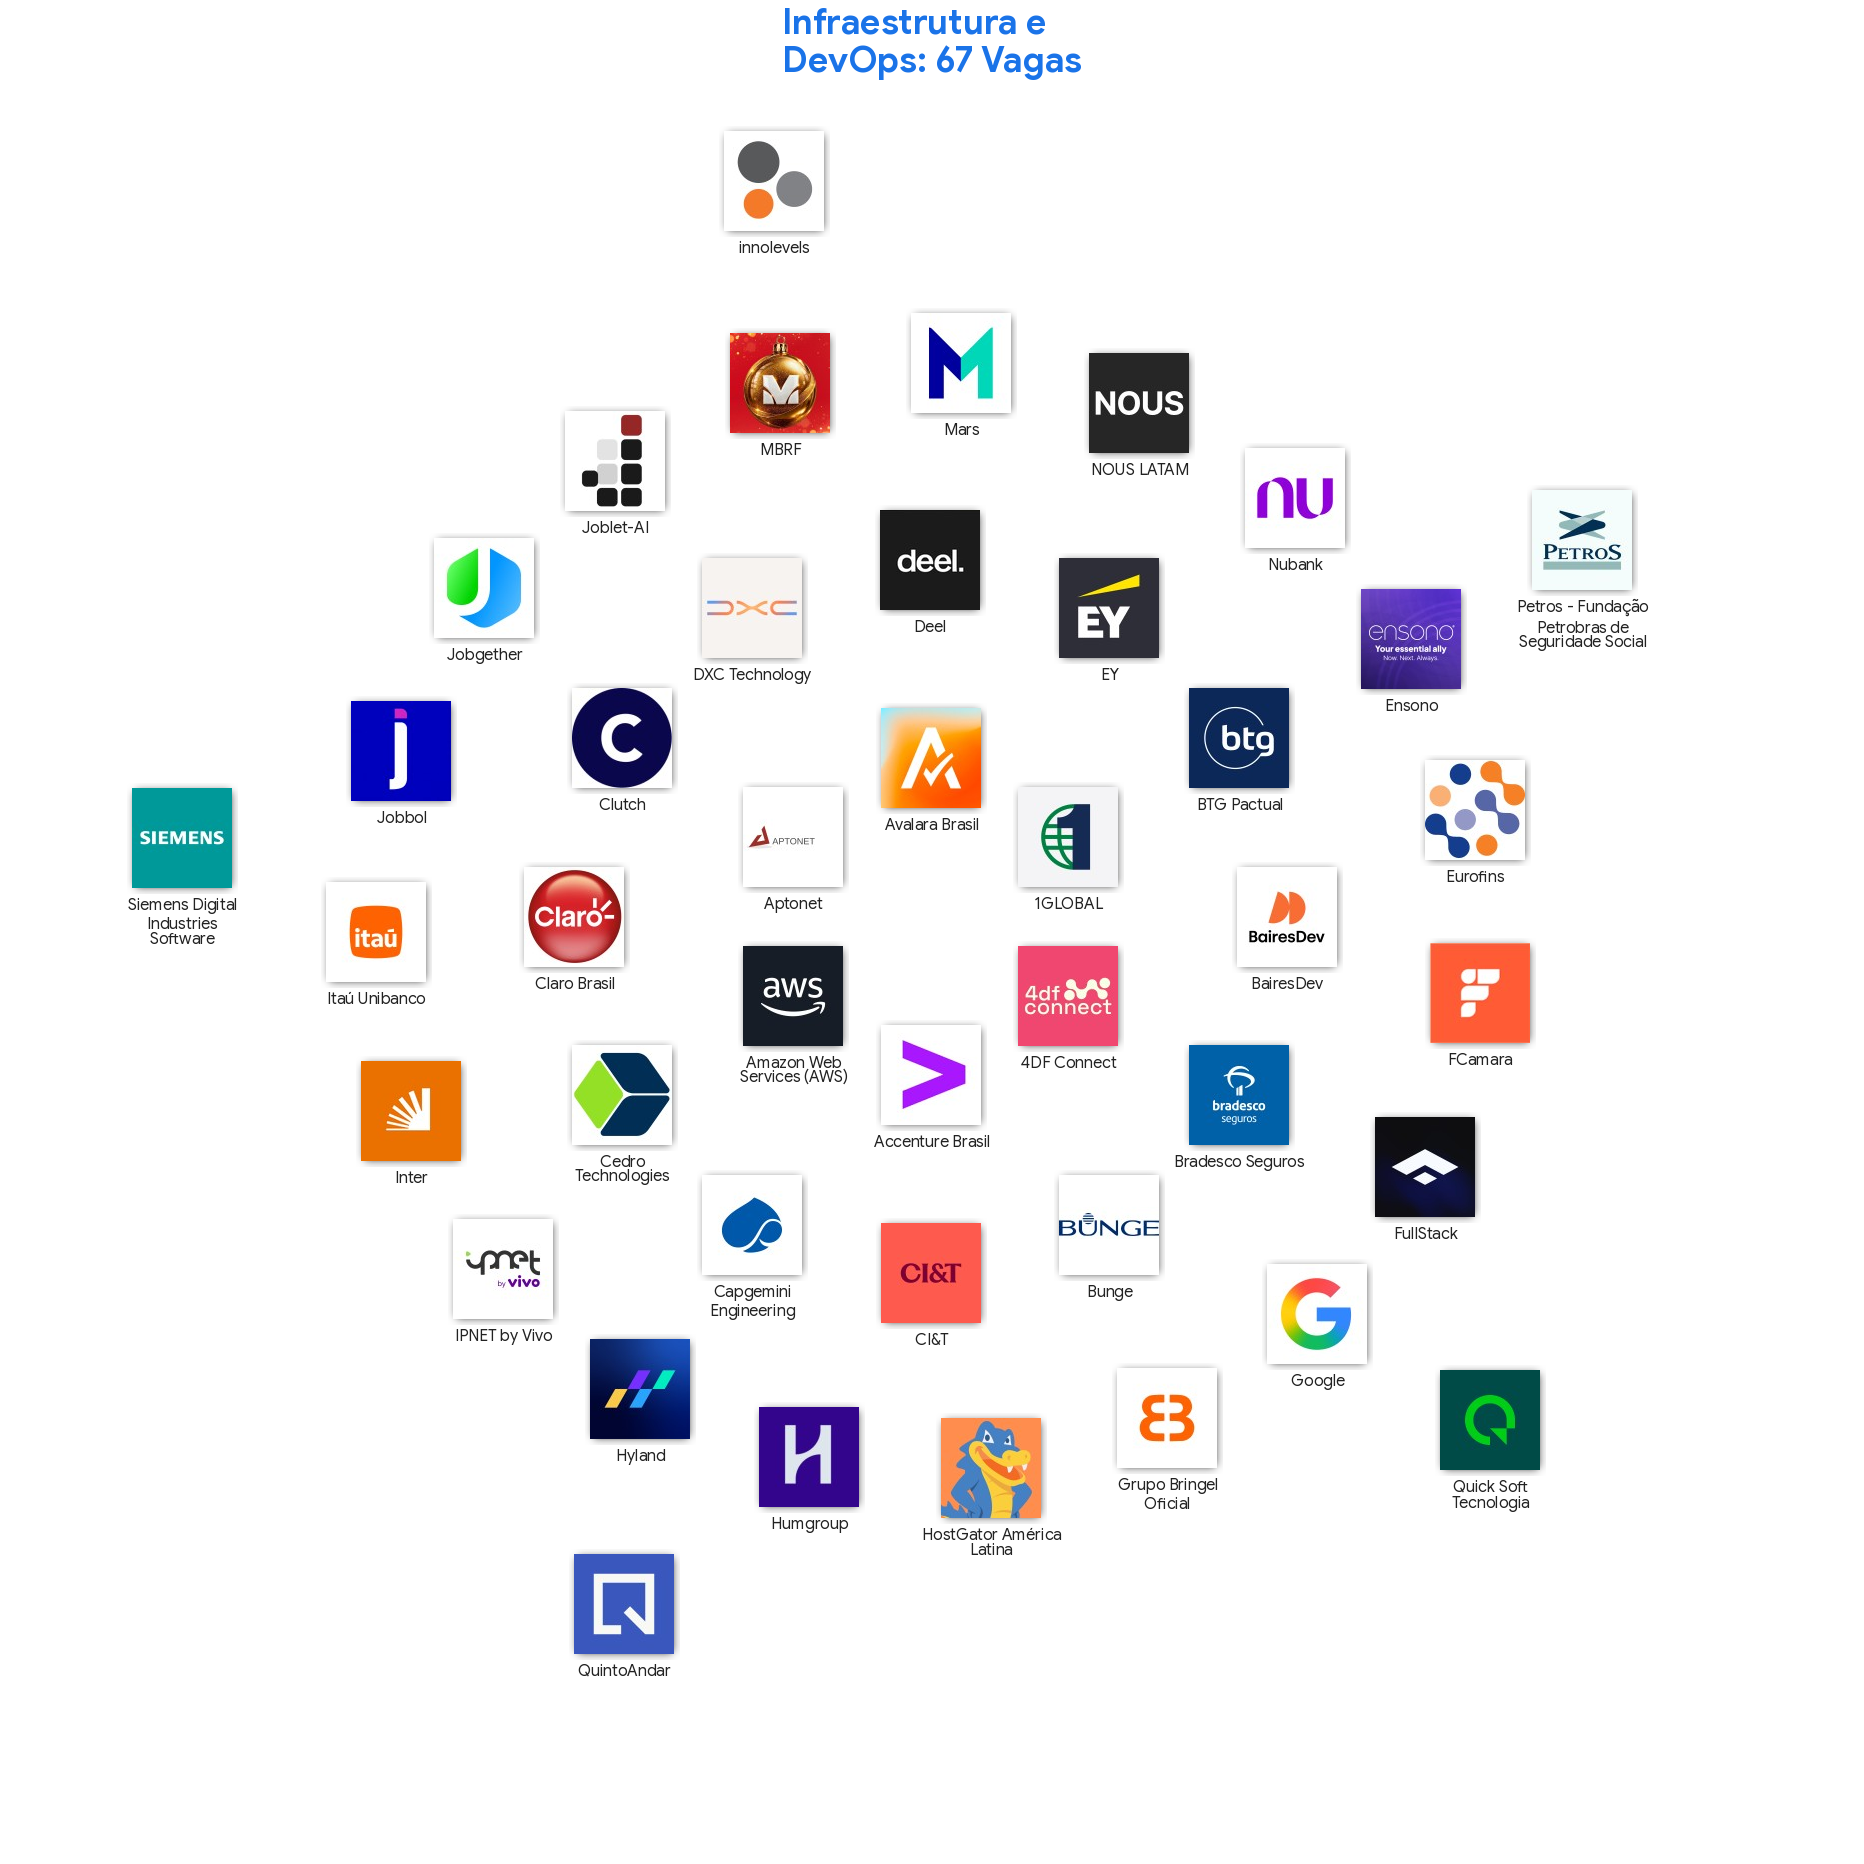 Infraestrutura e
DevOps: 67 Vagas
innolevels
MBRF
Mars
NOUS
NOUS LATAM
Joblet-AI
nu
Nubank
PETROS
Petros - Fundação
Petrobras de
Seguridade Social
Jobgether
DXC
DXC Technology
deel.
Deel
EY
EY
ensono
Your essential ally
Now. Next. Always.
Ensono
j
Jobbol
C
Clutch
Avalara Brasil
btg
BTG Pactual
Eurofins
SIEMENS
Siemens Digital
Industries
Software
APTONET
Aptonet
1
1GLOBAL
itaú
Itaú Unibanco
Claro
Claro Brasil
BairesDev
BairesDev
aws
Amazon Web
Services (AWS)
4df
connect
4DF Connect
FCamara
Inter
Cedro
Technologies
Accenture Brasil
bradesco
seguros
Bradesco Seguros
FullStack
ipnet
by vivo
IPNET by Vivo
Capgemini
Engineering
CI&T
CI&T
BUNGE
Bunge
G
Google
Hyland
H
Humgroup
HostGator América
Latina
Grupo Bringel
Oficial
Quick Soft
Tecnologia
QuintoAndar